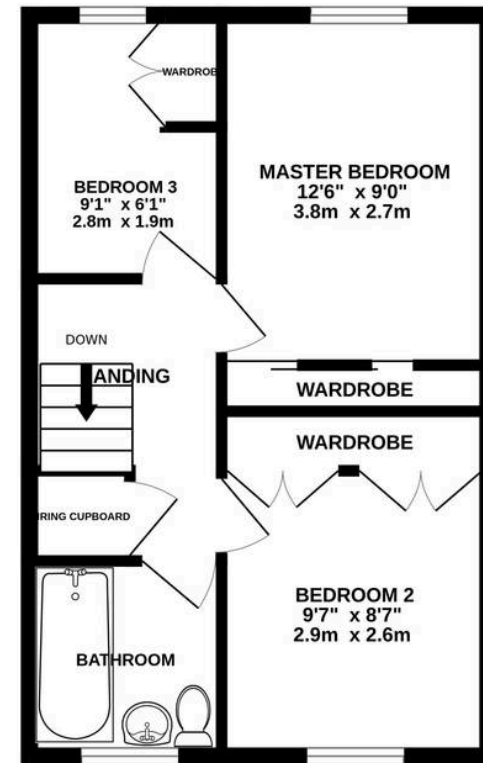 WARDROBE
MASTER BEDROOM
12'6" x 9'0"
3.8m x 2.7m
BEDROOM 3
9'1" x 6'1"
2.8m x 1.9m
DOWN
ANDING
WARDROBE
WARDROBE
IRING CUPBOARD
BEDROOM 2
9'7" x 8'7"
2.9m x 2.6m
BATHROOM